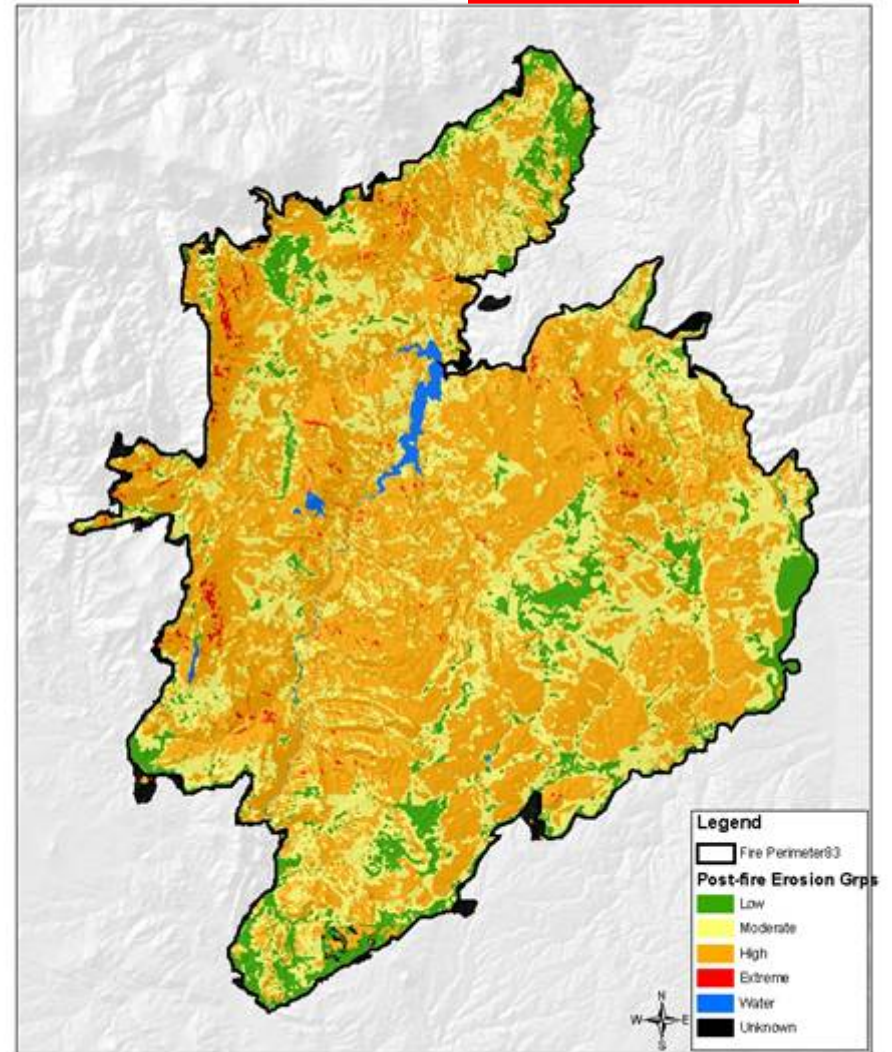 Legend
Fire Perimeter83
Post-fire Erosion Grps
Low
Moderate
High
Extreme
Water
Unknown
N
W E
S